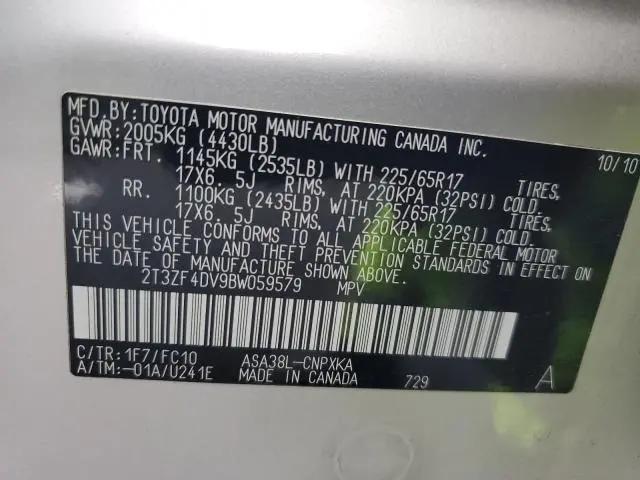 MFD.BY:TOYOTA MOTOR MANUFACTURING CANADA INC.
GVWR:2005KG (4430LB) 10/10
GAWR:FRT. 1145KG (2535LB) WITH 225/65R17 TIRES,
17X6. 5J RIMS, AT 220KPA (32PSI) COLD.
RR. 1100KG (2435LB) WITH 225/65R17 TIRES,
17X6. 5J RIMS, AT 220KPA (32PSI) COLD.
THIS VEHICLE CONFORMS TO ALL APPLICABLE FEDERAL MOTOR
VEHICLE SAFETY AND THEFT PREVENTION STANDARDS IN EFFECT ON
THE DATE OF MANUFACTURE SHOWN ABOVE.
2T3ZF4DV9BW059579 MPV
C/TR:1F7/FC10 ASA38L-CNPXKA
A/TM:-01A/U241E MADE IN CANADA 729 A